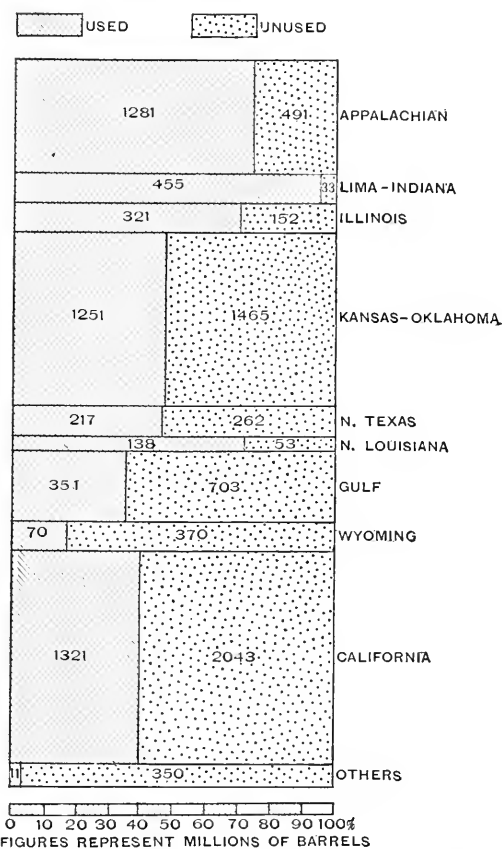 USED UNUSED
1281 491 APPALACHIAN
455 33 LIMA-INDIANA
321 152 ILLINOIS
1251 1465 KANSAS-OKLAHOMA
217 262 N. TEXAS
138 53 N. LOUISIANA
351 703 GULF
70 370 WYOMING
1321 2043 CALIFORNIA
11 350 OTHERS
0 10 20 30 40 50 60 70 80 90 100%
FIGURES REPRESENT MILLIONS OF BARRELS